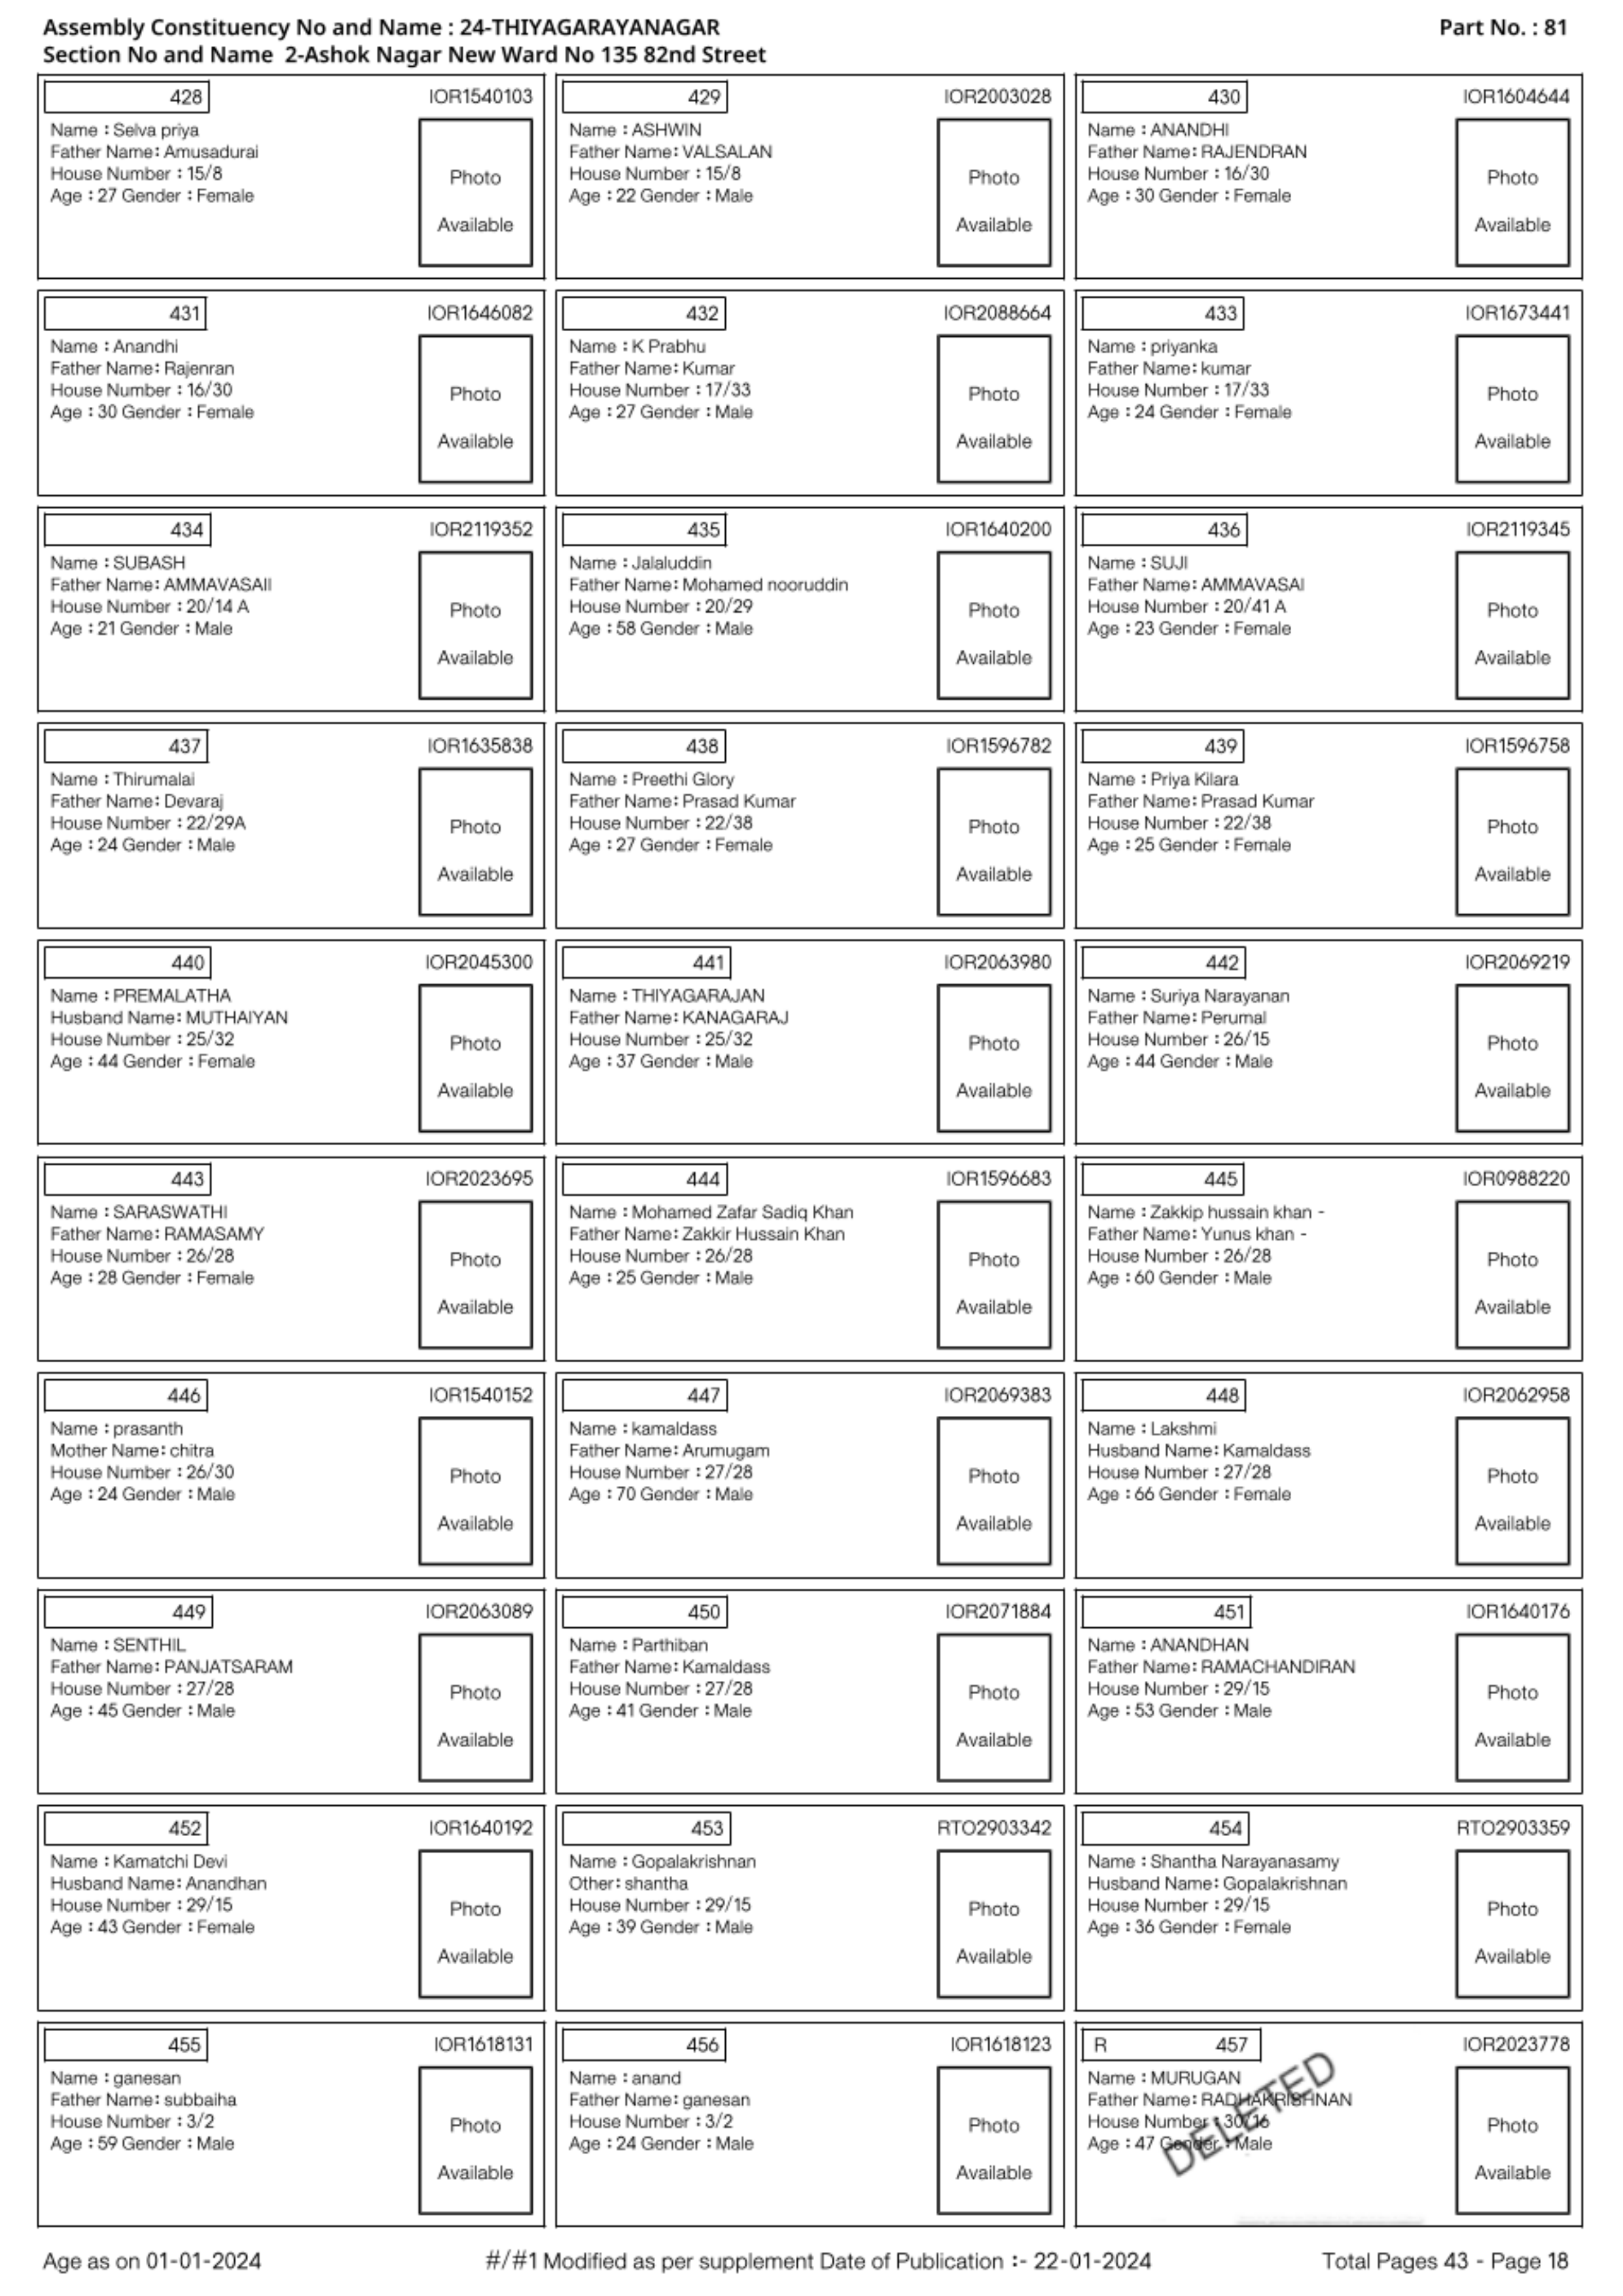 Assembly Constituency No and Name : 24-THIYAGARAYANAGAR
Part No. : 81
Section No and Name 2-Ashok Nagar New Ward No 135 82nd Street
428
IOR1540103
Name : Selva priya
Father Name: Amusadurai
House Number : 15/8
Age : 27 Gender : Female
Photo
Available
429
IOR2003028
Name : ASHWIN
Father Name: VALSALAN
House Number : 15/8
Age : 22 Gender : Male
Photo
Available
430
IOR1604644
Name : ANANDHI
Father Name: RAJENDRAN
House Number : 16/30
Age : 30 Gender : Female
Photo
Available
431
IOR1646082
Name : Anandhi
Father Name: Rajenran
House Number : 16/30
Age : 30 Gender : Female
Photo
Available
432
IOR2088664
Name : K Prabhu
Father Name: Kumar
House Number : 17/33
Age : 27 Gender : Male
Photo
Available
433
IOR1673441
Name : priyanka
Father Name: kumar
House Number : 17/33
Age : 24 Gender : Female
Photo
Available
434
IOR2119352
Name : SUBASH
Father Name: AMMAVASAII
House Number : 20/14 A
Age : 21 Gender : Male
Photo
Available
435
IOR1640200
Name : Jalaluddin
Father Name: Mohamed nooruddin
House Number : 20/29
Age : 58 Gender : Male
Photo
Available
436
IOR2119345
Name : SUJI
Father Name: AMMAVASAI
House Number : 20/41 A
Age : 23 Gender : Female
Photo
Available
437
IOR1635838
Name : Thirumalai
Father Name: Devaraj
House Number : 22/29A
Age : 24 Gender : Male
Photo
Available
438
IOR1596782
Name : Preethi Glory
Father Name: Prasad Kumar
House Number : 22/38
Age : 27 Gender : Female
Photo
Available
439
IOR1596758
Name : Priya Kilara
Father Name: Prasad Kumar
House Number : 22/38
Age : 25 Gender : Female
Photo
Available
440
IOR2045300
Name : PREMALATHA
Husband Name: MUTHAIYAN
House Number : 25/32
Age : 44 Gender : Female
Photo
Available
441
IOR2063980
Name : THIYAGARAJAN
Father Name: KANAGARAJ
House Number : 25/32
Age : 37 Gender : Male
Photo
Available
442
IOR2069219
Name : Suriya Narayanan
Father Name: Perumal
House Number : 26/15
Age : 44 Gender : Male
Photo
Available
443
IOR2023695
Name : SARASWATHI
Father Name: RAMASAMY
House Number : 26/28
Age : 28 Gender : Female
Photo
Available
444
IOR1596683
Name : Mohamed Zafar Sadiq Khan
Father Name: Zakkir Hussain Khan
House Number : 26/28
Age : 25 Gender : Male
Photo
Available
445
IOR0988220
Name : Zakkip hussain khan -
Father Name: Yunus khan -
House Number : 26/28
Age : 60 Gender : Male
Photo
Available
446
IOR1540152
Name : prasanth
Mother Name: chitra
House Number : 26/30
Age : 24 Gender : Male
Photo
Available
447
IOR2069383
Name : kamaldass
Father Name: Arumugam
House Number : 27/28
Age : 70 Gender : Male
Photo
Available
448
IOR2062958
Name : Lakshmi
Husband Name: Kamaldass
House Number : 27/28
Age : 66 Gender : Female
Photo
Available
449
IOR2063089
Name : SENTHIL
Father Name: PANJATSARAM
House Number : 27/28
Age : 45 Gender : Male
Photo
Available
450
IOR2071884
Name : Parthiban
Father Name: Kamaldass
House Number : 27/28
Age : 41 Gender : Male
Photo
Available
451
IOR1640176
Name : ANANDHAN
Father Name: RAMACHANDIRAN
House Number : 29/15
Age : 53 Gender : Male
Photo
Available
452
IOR1640192
Name : Kamatchi Devi
Husband Name: Anandhan
House Number : 29/15
Age : 43 Gender : Female
Photo
Available
453
RTO2903342
Name : Gopalakrishnan
Other: shantha
House Number : 29/15
Age : 39 Gender : Male
Photo
Available
454
RTO2903359
Name : Shantha Narayanasamy
Husband Name: Gopalakrishnan
House Number : 29/15
Age : 36 Gender : Female
Photo
Available
455
IOR1618131
Name : ganesan
Father Name: subbaiha
House Number : 3/2
Age : 59 Gender : Male
Photo
Available
456
IOR1618123
Name : anand
Father Name: ganesan
House Number : 3/2
Age : 24 Gender : Male
Photo
Available
R 457
IOR2023778
Name : MURUGAN
Father Name: RADHAKRISHNAN
House Number : 30/16
Age : 47 Gender : Male
DELETED
Photo
Available
Age as on 01-01-2024
#/#1 Modified as per supplement Date of Publication :- 22-01-2024
Total Pages 43 - Page 18